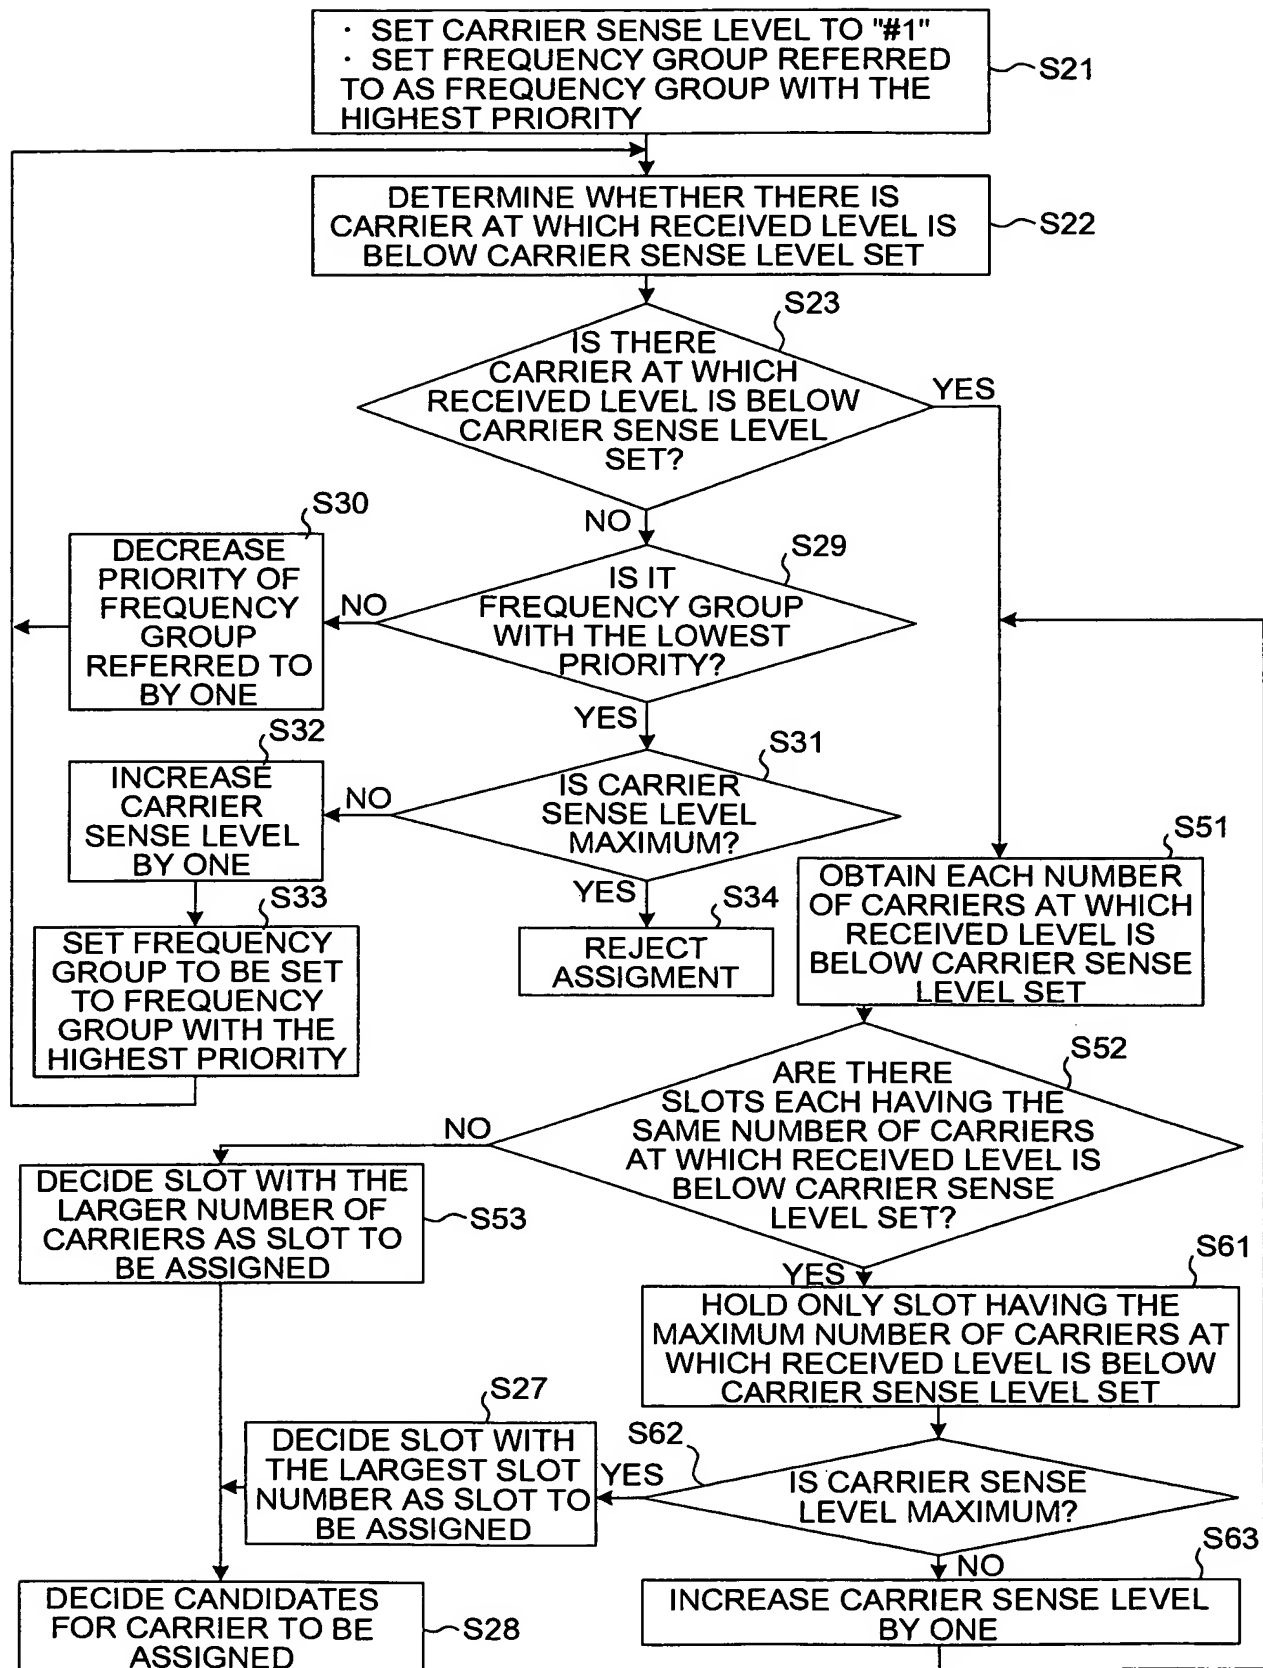 · SET CARRIER SENSE LEVEL TO "#1"
· SET FREQUENCY GROUP REFERRED
TO AS FREQUENCY GROUP WITH THE
HIGHEST PRIORITY
S21
DETERMINE WHETHER THERE IS
CARRIER AT WHICH RECEIVED LEVEL IS
BELOW CARRIER SENSE LEVEL SET
S22
S23
IS THERE
CARRIER AT WHICH
RECEIVED LEVEL IS BELOW
CARRIER SENSE LEVEL
SET?
YES
NO
S30
DECREASE
PRIORITY OF
FREQUENCY
GROUP
REFERRED TO
BY ONE
NO
S29
IS IT
FREQUENCY GROUP
WITH THE LOWEST
PRIORITY?
YES
S32
INCREASE
CARRIER
SENSE LEVEL
BY ONE
NO
S31
IS CARRIER
SENSE LEVEL
MAXIMUM?
YES
S33
SET FREQUENCY
GROUP TO BE SET
TO FREQUENCY
GROUP WITH THE
HIGHEST PRIORITY
S34
REJECT
ASSIGMENT
S51
OBTAIN EACH NUMBER
OF CARRIERS AT WHICH
RECEIVED LEVEL IS
BELOW CARRIER SENSE
LEVEL SET
S52
ARE THERE
SLOTS EACH HAVING THE
SAME NUMBER OF CARRIERS
AT WHICH RECEIVED LEVEL IS
BELOW CARRIER SENSE
LEVEL SET?
NO
YES
DECIDE SLOT WITH THE
LARGER NUMBER OF
CARRIERS AS SLOT TO
BE ASSIGNED
S53
S61
HOLD ONLY SLOT HAVING THE
MAXIMUM NUMBER OF CARRIERS AT
WHICH RECEIVED LEVEL IS BELOW
CARRIER SENSE LEVEL SET
S27
DECIDE SLOT WITH
THE LARGEST SLOT
NUMBER AS SLOT TO
BE ASSIGNED
S62
YES
IS CARRIER SENSE
LEVEL MAXIMUM?
NO
S63
INCREASE CARRIER SENSE LEVEL
BY ONE
DECIDE CANDIDATES
FOR CARRIER TO BE
ASSIGNED
S28